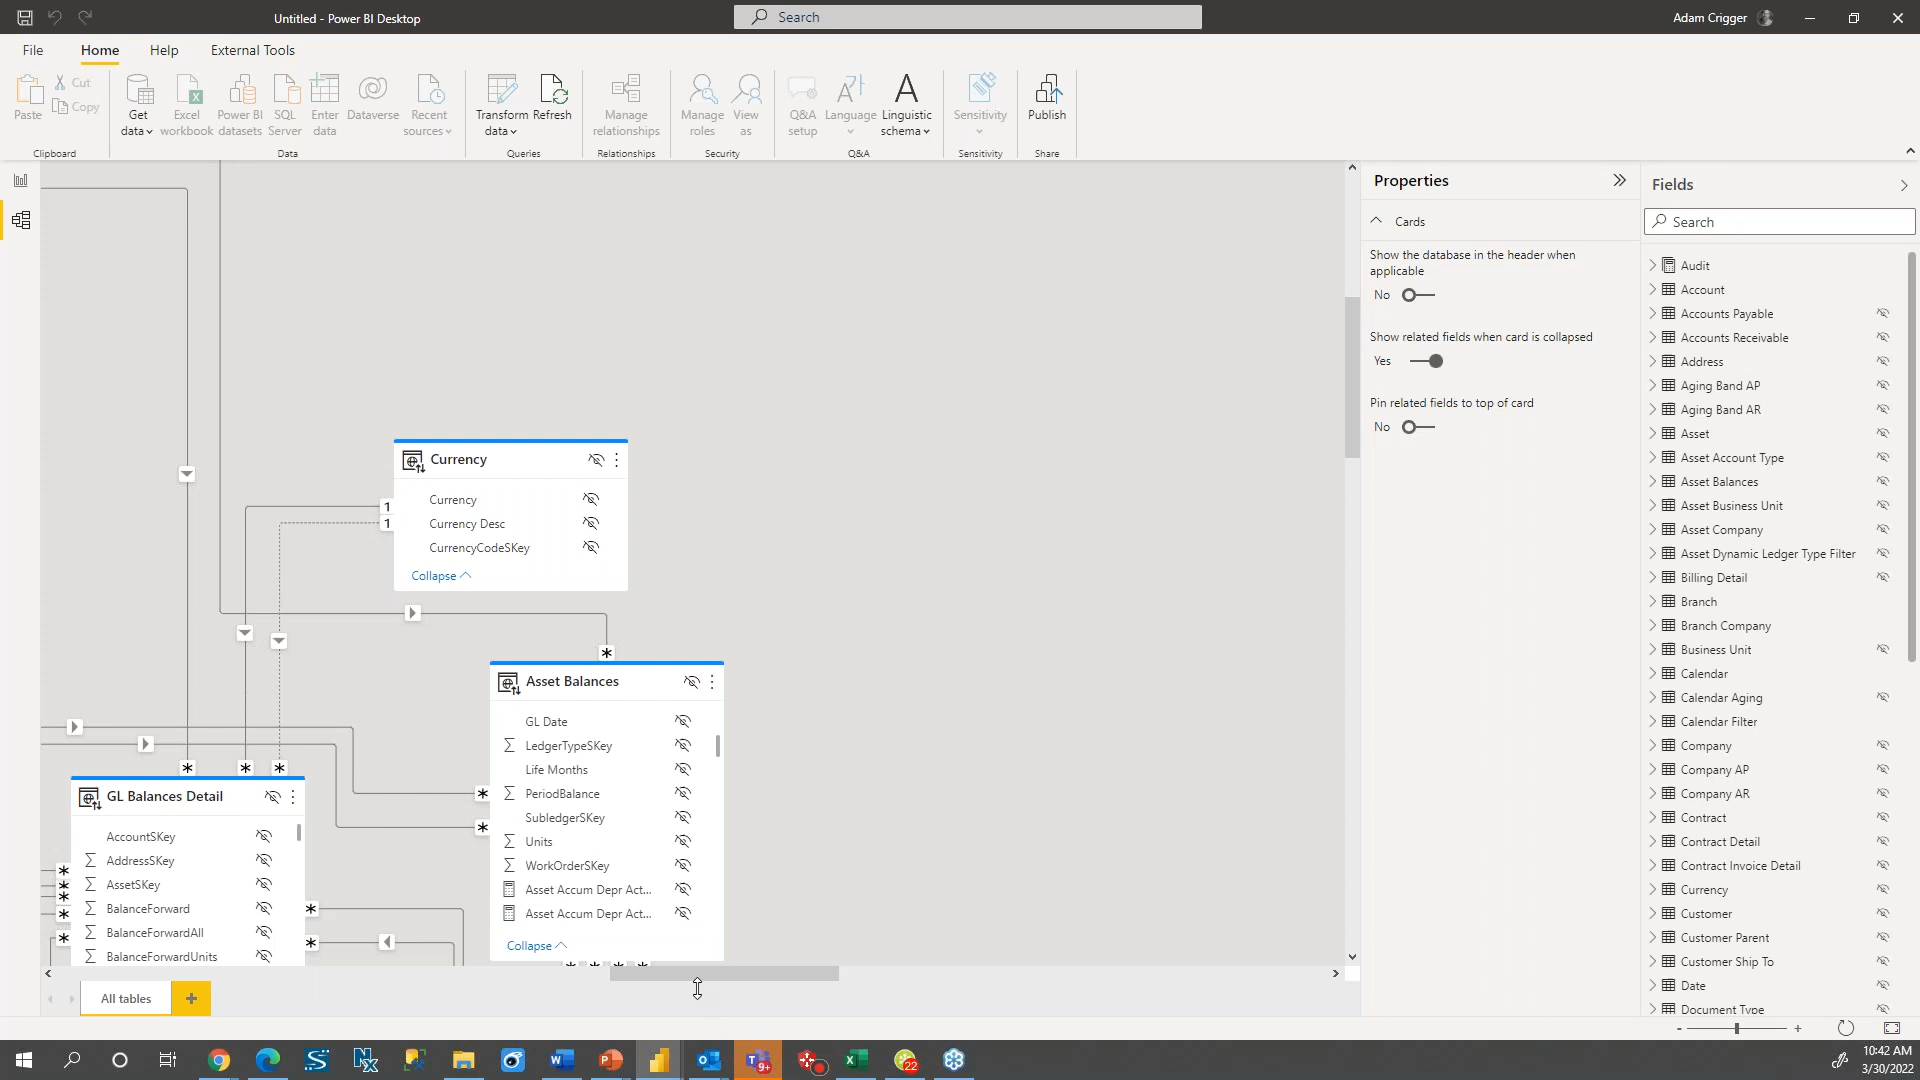 Untitled - Power BI Desktop
Search
Adam Crigger
File
Home
Help
External Tools
Paste
Cut
Copy
Clipboard
Get data
Excel workbook
Power BI datasets
SQL Server
Enter data
Dataverse
Recent sources
Data
Transform data
Refresh
Queries
Manage relationships
Relationships
Manage roles
View as
Security
Q&A setup
Language
Linguistic schema
Q&A
Sensitivity
Sensitivity
Publish
Share
Currency
Currency
Currency Desc
CurrencyCodeSKey
Collapse
1
1
*
Asset Balances
GL Date
LedgerTypeSKey
Life Months
PeriodBalance
SubledgerSKey
Units
WorkOrderSKey
Asset Accum Depr Act...
Asset Accum Depr Act...
Collapse
* * *
GL Balances Detail
AccountSKey
AddressSKey
AssetSKey
BalanceForward
BalanceForwardAll
BalanceForwardUnits
All tables
+
Properties
Cards
Show the database in the header when
applicable
No
Show related fields when card is collapsed
Yes
Pin related fields to top of card
No
Fields
Search
Audit
Account
Accounts Payable
Accounts Receivable
Address
Aging Band AP
Aging Band AR
Asset
Asset Account Type
Asset Balances
Asset Business Unit
Asset Company
Asset Dynamic Ledger Type Filter
Billing Detail
Branch
Branch Company
Business Unit
Calendar
Calendar Aging
Calendar Filter
Company
Company AP
Company AR
Contract
Contract Detail
Contract Invoice Detail
Currency
Customer
Customer Parent
Customer Ship To
Date
Document Type
- +
9+
22
10:42 AM
3/30/2022